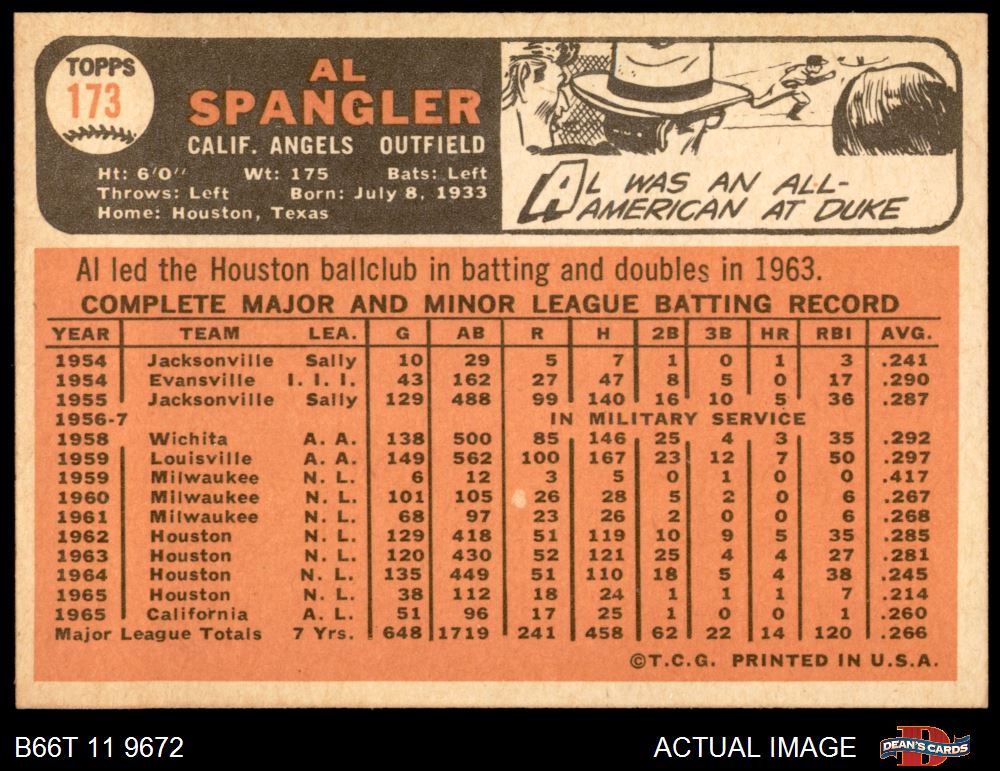 TOPPS
173
AL
SPANGLER
CALIF. ANGELS OUTFIELD
Ht: 6'0" Wt: 175 Bats: Left
Throws: Left Born: July 8, 1933
Home: Houston, Texas
AL WAS AN ALL-
AMERICAN AT DUKE
Al led the Houston ballclub in batting and doubles in 1963.
COMPLETE MAJOR AND MINOR LEAGUE BATTING RECORD
YEAR TEAM LEA. G AB R H 2B 3B HR RBI AVG.
1954 Jacksonville Sally 10 29 5 7 1 0 1 3 .241
1954 Evansville I. I. I. 43 162 27 47 8 5 0 17 .290
1955 Jacksonville Sally 129 488 99 140 16 10 5 36 .287
1956-7 IN MILITARY SERVICE
1958 Wichita A. A. 138 500 85 146 25 4 3 35 .292
1959 Louisville A. A. 149 562 100 167 23 12 7 50 .297
1959 Milwaukee N. L. 6 12 3 5 0 1 0 0 .417
1960 Milwaukee N. L. 101 105 26 28 5 2 0 6 .267
1961 Milwaukee N. L. 68 97 23 26 2 0 0 6 .268
1962 Houston N. L. 129 418 51 119 10 9 5 35 .285
1963 Houston N. L. 120 430 52 121 25 4 4 27 .281
1964 Houston N. L. 135 449 51 110 18 5 4 38 .245
1965 Houston N. L. 38 112 18 24 1 1 1 7 .214
1965 California A. L. 51 96 17 25 1 0 0 1 .260
Major League Totals 7 Yrs. 648 1719 241 458 62 22 14 120 .266
©T.C.G. PRINTED IN U.S.A.
B66T 11 9672 ACTUAL IMAGE DEAN'S CARDS